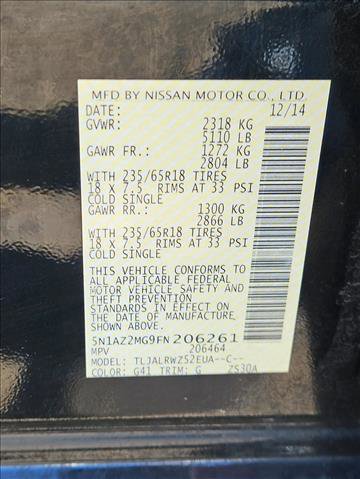 MFD BY NISSAN MOTOR CO., LTD
DATE: 12/14
GVWR: 2318 KG
5110 LB
GAWR FR.: 1272 KG
2804 LB
WITH 235/65R18 TIRES
18 X 7.5 RIMS AT 33 PSI
COLD SINGLE
GAWR RR.: 1300 KG
2866 LB
WITH 235/65R18 TIRES
18 X 7.5 RIMS AT 33 PSI
COLD SINGLE
THIS VEHICLE CONFORMS TO
ALL APPLICABLE FEDERAL
MOTOR VEHICLE SAFETY AND
AND THEFT PREVENTION
STANDARDS IN EFFECT ON
THE DATE OF MANUFACTURE
SHOWN ABOVE.
5N1AZ2MG9FN206261
MPV 206464
MODEL: TLJALRWZ52EUA--C--
COLOR: G41 TRIM: G ZS30A